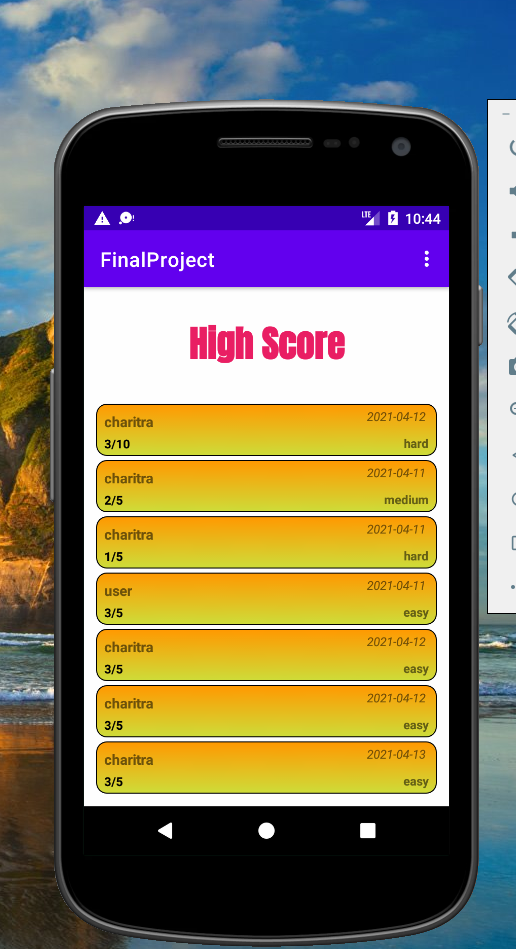 LTE 10:44
FinalProject
High Score
charitra 2021-04-12
3/10 hard
charitra 2021-04-11
2/5 medium
charitra 2021-04-11
1/5 hard
user 2021-04-11
3/5 easy
charitra 2021-04-12
3/5 easy
charitra 2021-04-12
3/5 easy
charitra 2021-04-13
3/5 easy